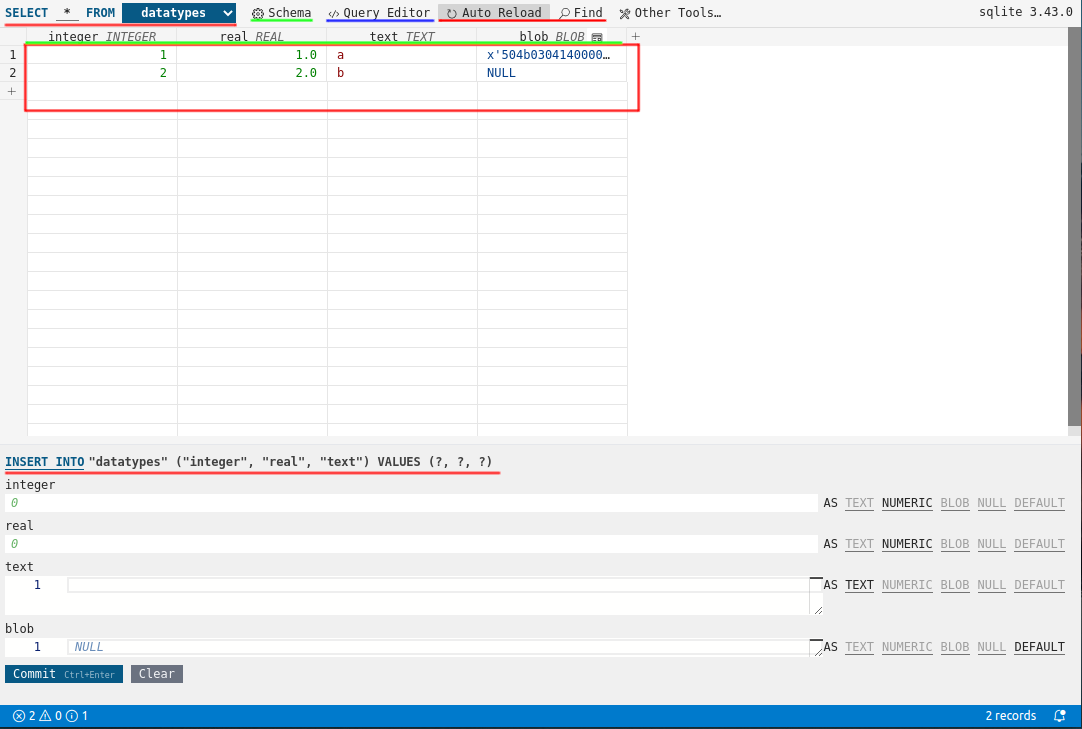 SELECT * FROM datatypes Schema Query Editor Auto Reload Find Other Tools… sqlite 3.43.0
integer INTEGER real REAL text TEXT blob BLOB +
1 1 1.0 a x'504b0304140000…
2 2 2.0 b NULL
+
INSERT INTO "datatypes" ("integer", "real", "text") VALUES (?, ?, ?)
integer
0 AS TEXT NUMERIC BLOB NULL DEFAULT
real
0 AS TEXT NUMERIC BLOB NULL DEFAULT
text
1 AS TEXT NUMERIC BLOB NULL DEFAULT
blob
1 NULL AS TEXT NUMERIC BLOB NULL DEFAULT
Commit Ctrl+Enter Clear
2 0 1 2 records